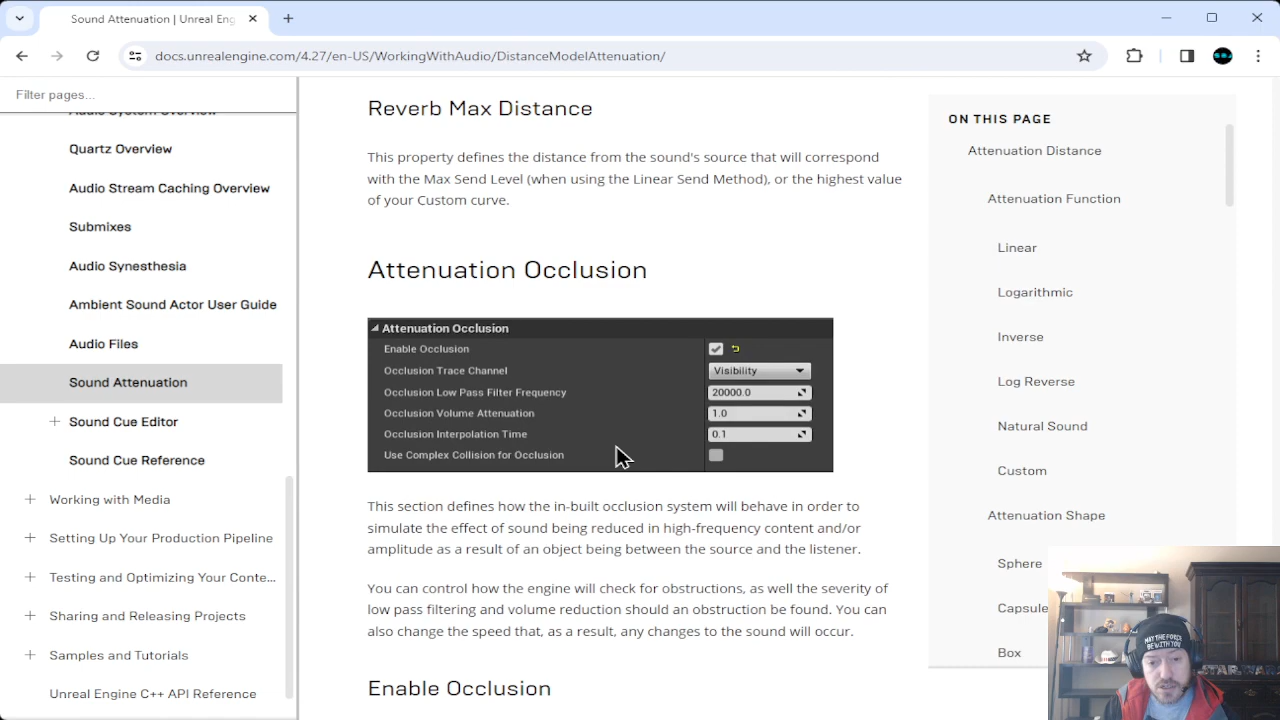 Sound Attenuation | Unreal Eng
docs.unrealengine.com/4.27/en-US/WorkingWithAudio/DistanceModelAttenuation/
Filter pages...
Audio System Overview
Quartz Overview
Audio Stream Caching Overview
Submixes
Audio Synesthesia
Ambient Sound Actor User Guide
Audio Files
Sound Attenuation
Sound Cue Editor
Sound Cue Reference
Working with Media
Setting Up Your Production Pipeline
Testing and Optimizing Your Conte...
Sharing and Releasing Projects
Samples and Tutorials
Unreal Engine C++ API Reference
Reverb Max Distance
This property defines the distance from the sound's source that will correspond
with the Max Send Level (when using the Linear Send Method), or the highest value
of your Custom curve.
Attenuation Occlusion
Attenuation Occlusion
Enable Occlusion
Occlusion Trace Channel Visibility
Occlusion Low Pass Filter Frequency 20000.0
Occlusion Volume Attenuation 1.0
Occlusion Interpolation Time 0.1
Use Complex Collision for Occlusion
This section defines how the in-built occlusion system will behave in order to
simulate the effect of sound being reduced in high-frequency content and/or
amplitude as a result of an object being between the source and the listener.
You can control how the engine will check for obstructions, as well the severity of
low pass filtering and volume reduction should an obstruction be found. You can
also change the speed that, as a result, any changes to the sound will occur.
Enable Occlusion
ON THIS PAGE
Attenuation Distance
Attenuation Function
Linear
Logarithmic
Inverse
Log Reverse
Natural Sound
Custom
Attenuation Shape
Sphere
Capsule
Box
MAY THE FORCE
BE WITH YOU
STAR WARS